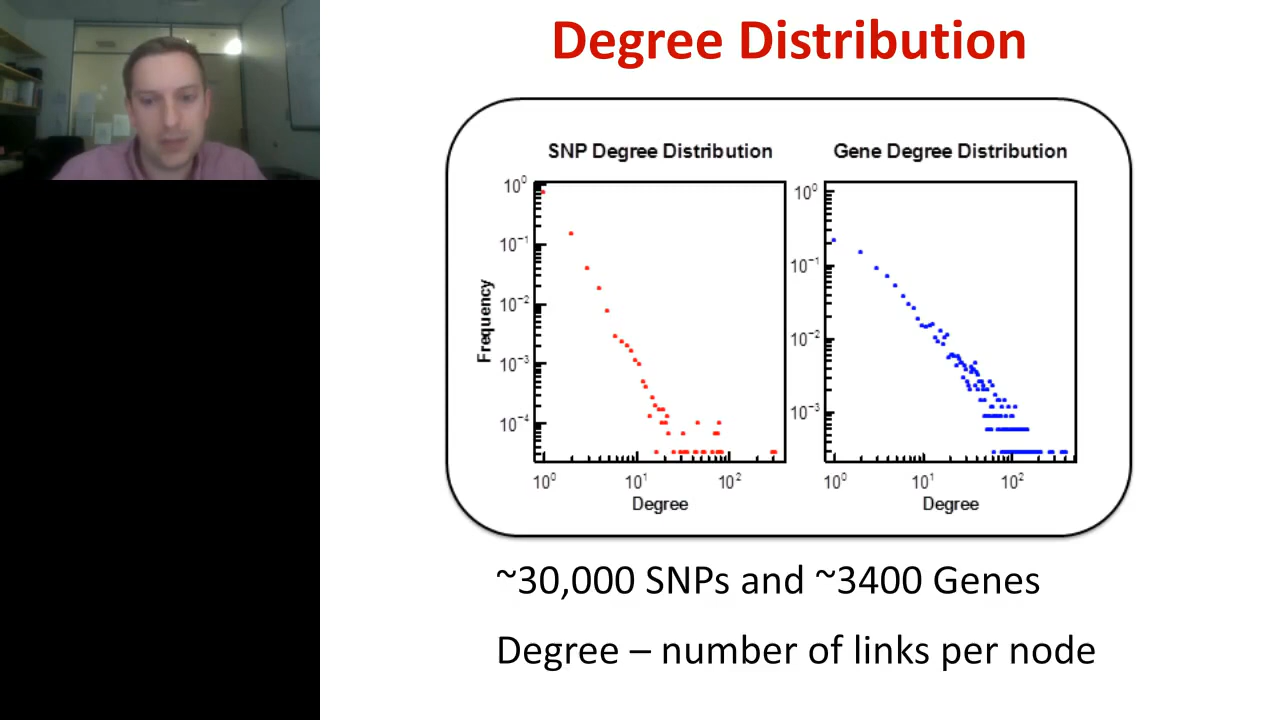 Degree Distribution
SNP Degree Distribution
Gene Degree Distribution
Frequency
10⁰
10⁻¹
10⁻²
10⁻³
10⁻⁴
10⁰
10¹
10²
Degree
10⁰
10⁻¹
10⁻²
10⁻³
10⁰
10¹
10²
Degree
~30,000 SNPs and ~3400 Genes
Degree – number of links per node